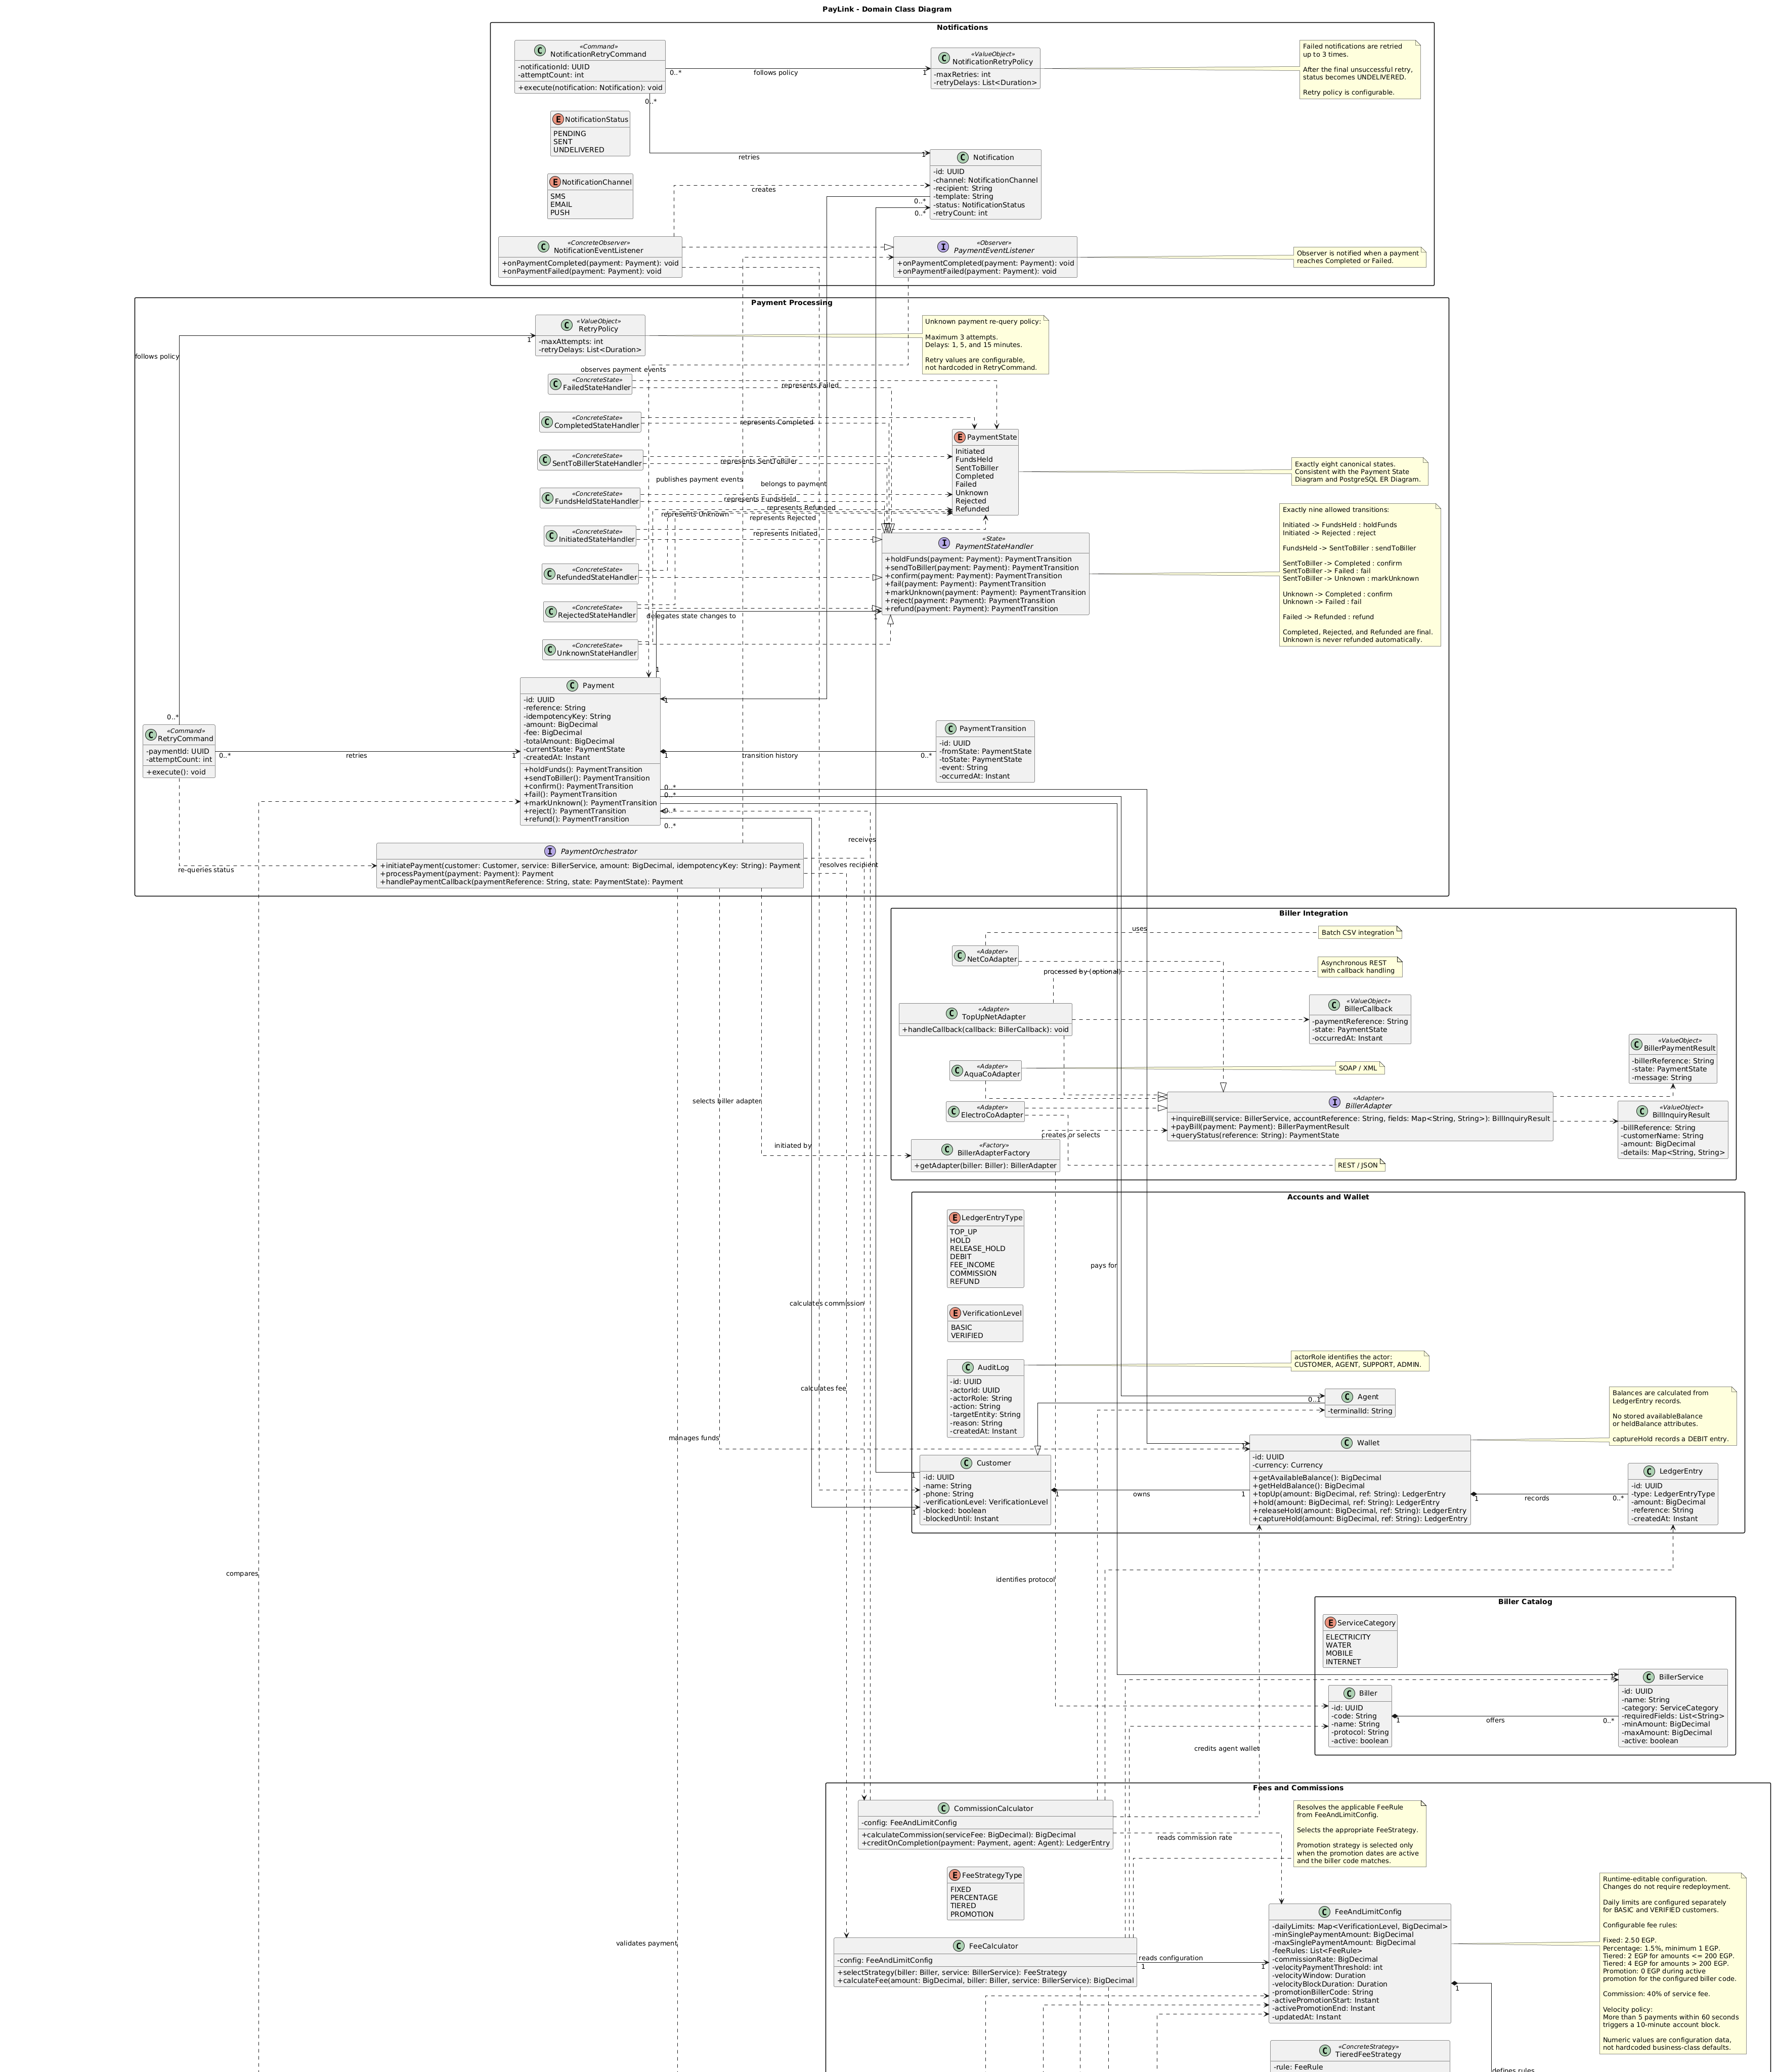 PayLink - Domain Class Diagram
Notifications
«Command»
NotificationRetryCommand
-notificationId: UUID
-attemptCount: int
+execute(notification: Notification): void
0..*
follows policy
1
«ValueObject»
NotificationRetryPolicy
-maxRetries: int
-retryDelays: List<Duration>
Failed notifications are retried
up to 3 times.
After the final unsuccessful retry,
status becomes UNDELIVERED.
Retry policy is configurable.
0..*
NotificationStatus
PENDING
SENT
UNDELIVERED
retries
1
NotificationChannel
SMS
EMAIL
PUSH
creates
Notification
-id: UUID
-channel: NotificationChannel
-recipient: String
-template: String
-status: NotificationStatus
-retryCount: int
0..*
0..*
«ConcreteObserver»
NotificationEventListener
+onPaymentCompleted(payment: Payment): void
+onPaymentFailed(payment: Payment): void
«Observer»
PaymentEventListener
+onPaymentCompleted(payment: Payment): void
+onPaymentFailed(payment: Payment): void
Observer is notified when a payment
reaches Completed or Failed.
Payment Processing
«ValueObject»
RetryPolicy
-maxAttempts: int
-retryDelays: List<Duration>
1
follows policy
Unknown payment re-query policy:
Maximum 3 attempts.
Delays: 1, 5, and 15 minutes.
Retry values are configurable,
not hardcoded in RetryCommand.
observes payment events
«ConcreteState»
FailedStateHandler
represents Failed
«ConcreteState»
CompletedStateHandler
represents Completed
«ConcreteState»
SentToBillerStateHandler
represents SentToBiller
PaymentState
Initiated
FundsHeld
SentToBiller
Completed
Failed
Unknown
Rejected
Refunded
Exactly eight canonical states.
Consistent with the Payment State
Diagram and PostgreSQL ER Diagram.
publishes payment events
belongs to payment
«ConcreteState»
FundsHeldStateHandler
represents FundsHeld
represents Refunded
represents Unknown
represents Rejected
«ConcreteState»
InitiatedStateHandler
represents Initiated
«ConcreteState»
RefundedStateHandler
«ConcreteState»
RejectedStateHandler
delegates state changes to
1
«ConcreteState»
UnknownStateHandler
«State»
PaymentStateHandler
+holdFunds(payment: Payment): PaymentTransition
+sendToBiller(payment: Payment): PaymentTransition
+confirm(payment: Payment): PaymentTransition
+fail(payment: Payment): PaymentTransition
+markUnknown(payment: Payment): PaymentTransition
+reject(payment: Payment): PaymentTransition
+refund(payment: Payment): PaymentTransition
Exactly nine allowed transitions:
Initiated -> FundsHeld : holdFunds
Initiated -> Rejected : reject
FundsHeld -> SentToBiller : sendToBiller
SentToBiller -> Completed : confirm
SentToBiller -> Failed : fail
SentToBiller -> Unknown : markUnknown
Unknown -> Completed : confirm
Unknown -> Failed : fail
Failed -> Refunded : refund
Completed, Rejected, and Refunded are final.
Unknown is never refunded automatically.
1
Payment
-id: UUID
-reference: String
-idempotencyKey: String
-amount: BigDecimal
-fee: BigDecimal
-totalAmount: BigDecimal
-currentState: PaymentState
-createdAt: Instant
+holdFunds(): PaymentTransition
+sendToBiller(): PaymentTransition
+confirm(): PaymentTransition
+fail(): PaymentTransition
+markUnknown(): PaymentTransition
+reject(): PaymentTransition
+refund(): PaymentTransition
1
0..*
«Command»
RetryCommand
-paymentId: UUID
-attemptCount: int
+execute(): void
0..*
retries
1
1
transition history
0..*
PaymentTransition
-id: UUID
-fromState: PaymentState
-toState: PaymentState
-event: String
-occurredAt: Instant
0..*
0..*
0..*
0..*
re-queries status
PaymentOrchestrator
+initiatePayment(customer: Customer, service: BillerService, amount: BigDecimal, idempotencyKey: String): Payment
+processPayment(payment: Payment): Payment
+handlePaymentCallback(paymentReference: String, state: PaymentState): Payment
receives
resolves recipient
Biller Integration
uses
Batch CSV integration
«Adapter»
NetCoAdapter
processed by (optional)
Asynchronous REST
with callback handling
«Adapter»
TopUpNetAdapter
+handleCallback(callback: BillerCallback): void
«ValueObject»
BillerCallback
-paymentReference: String
-state: PaymentState
-occurredAt: Instant
«Adapter»
AquaCoAdapter
SOAP / XML
«ValueObject»
BillerPaymentResult
-billerReference: String
-state: PaymentState
-message: String
«Adapter»
ElectroCoAdapter
«Adapter»
BillerAdapter
+inquireBill(service: BillerService, accountReference: String, fields: Map<String, String>): BillInquiryResult
+payBill(payment: Payment): BillerPaymentResult
+queryStatus(reference: String): PaymentState
«ValueObject»
BillInquiryResult
-billReference: String
-customerName: String
-amount: BigDecimal
-details: Map<String, String>
selects biller adapter
initiated by
creates or selects
«Factory»
BillerAdapterFactory
+getAdapter(biller: Biller): BillerAdapter
REST / JSON
Accounts and Wallet
LedgerEntryType
TOP_UP
HOLD
RELEASE_HOLD
DEBIT
FEE_INCOME
COMMISSION
REFUND
pays for
calculates commission
VerificationLevel
BASIC
VERIFIED
AuditLog
-id: UUID
-actorId: UUID
-actorRole: String
-action: String
-targetEntity: String
-reason: String
-createdAt: Instant
actorRole identifies the actor:
CUSTOMER, AGENT, SUPPORT, ADMIN.
calculates fee
0..1
Agent
-terminalId: String
Balances are calculated from
LedgerEntry records.
No stored availableBalance
or heldBalance attributes.
captureHold records a DEBIT entry.
manages funds
1
Wallet
-id: UUID
-currency: Currency
+getAvailableBalance(): BigDecimal
+getHeldBalance(): BigDecimal
+topUp(amount: BigDecimal, ref: String): LedgerEntry
+hold(amount: BigDecimal, ref: String): LedgerEntry
+releaseHold(amount: BigDecimal, ref: String): LedgerEntry
+captureHold(amount: BigDecimal, ref: String): LedgerEntry
Customer
-id: UUID
-name: String
-phone: String
-verificationLevel: VerificationLevel
-blocked: boolean
-blockedUntil: Instant
1
1
1
owns
1
1
records
0..*
LedgerEntry
-id: UUID
-type: LedgerEntryType
-amount: BigDecimal
-reference: String
-createdAt: Instant
compares
identifies protocol
Biller Catalog
ServiceCategory
ELECTRICITY
WATER
MOBILE
INTERNET
1
Biller
-id: UUID
-code: String
-name: String
-protocol: String
-active: boolean
1
offers
0..*
BillerService
-id: UUID
-name: String
-category: ServiceCategory
-requiredFields: List<String>
-minAmount: BigDecimal
-maxAmount: BigDecimal
-active: boolean
credits agent wallet
Fees and Commissions
CommissionCalculator
-config: FeeAndLimitConfig
+calculateCommission(serviceFee: BigDecimal): BigDecimal
+creditOnCompletion(payment: Payment, agent: Agent): LedgerEntry
reads commission rate
Resolves the applicable FeeRule
from FeeAndLimitConfig.
Selects the appropriate FeeStrategy.
Promotion strategy is selected only
when the promotion dates are active
and the biller code matches.
FeeStrategyType
FIXED
PERCENTAGE
TIERED
PROMOTION
validates payment
FeeCalculator
-config: FeeAndLimitConfig
+selectStrategy(biller: Biller, service: BillerService): FeeStrategy
+calculateFee(amount: BigDecimal, biller: Biller, service: BillerService): BigDecimal
reads configuration
1
1
FeeAndLimitConfig
-dailyLimits: Map<VerificationLevel, BigDecimal>
-minSinglePaymentAmount: BigDecimal
-maxSinglePaymentAmount: BigDecimal
-feeRules: List<FeeRule>
-commissionRate: BigDecimal
-velocityPaymentThreshold: int
-velocityWindow: Duration
-velocityBlockDuration: Duration
-promotionBillerCode: String
-activePromotionStart: Instant
-activePromotionEnd: Instant
-updatedAt: Instant
1
Runtime-editable configuration.
Changes do not require redeployment.
Daily limits are configured separately
for BASIC and VERIFIED customers.
Configurable fee rules:
Fixed: 2.50 EGP.
Percentage: 1.5%, minimum 1 EGP.
Tiered: 2 EGP for amounts <= 200 EGP.
Tiered: 4 EGP for amounts > 200 EGP.
Promotion: 0 EGP during active
promotion for the configured biller code.
Commission: 40% of service fee.
Velocity policy:
More than 5 payments within 60 seconds
triggers a 10-minute account block.
Numeric values are configuration data,
not hardcoded business-class defaults.
«ConcreteStrategy»
TieredFeeStrategy
-rule: FeeRule
defines rules